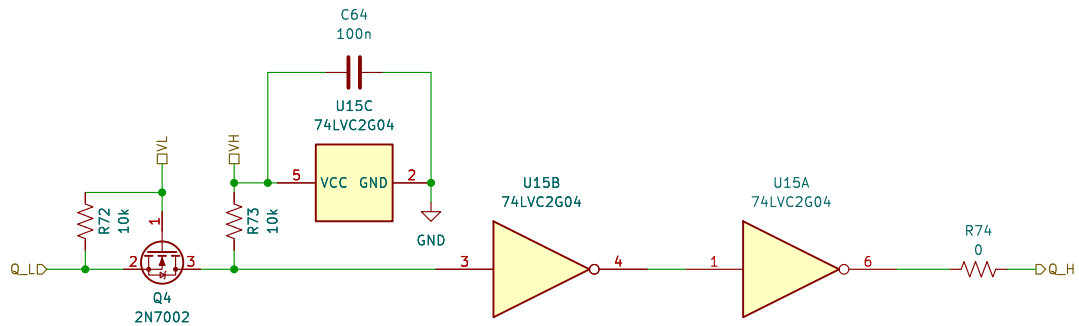 C64
100n
U15C
74LVC2G04
VL
VH
5
VCC
GND
2
R72
10k
1
R73
10k
GND
U15B
74LVC2G04
U15A
74LVC2G04
R74
0
Q_L
2
3
3
4
1
6
Q_H
Q4
2N7002